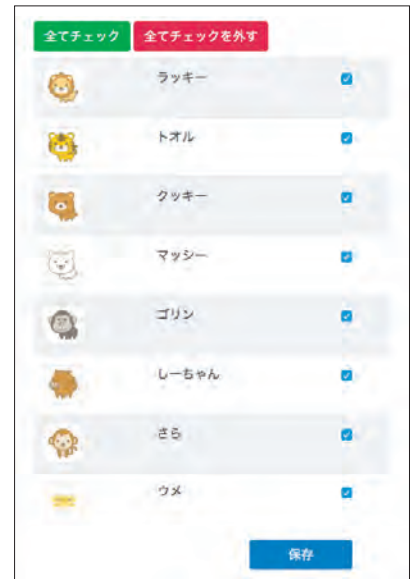 全てチェック 全てチェックを外す
ラッキー
トオル
クッキー
マッシー
ゴリン
しーちゃん
さら
ウメ
保存